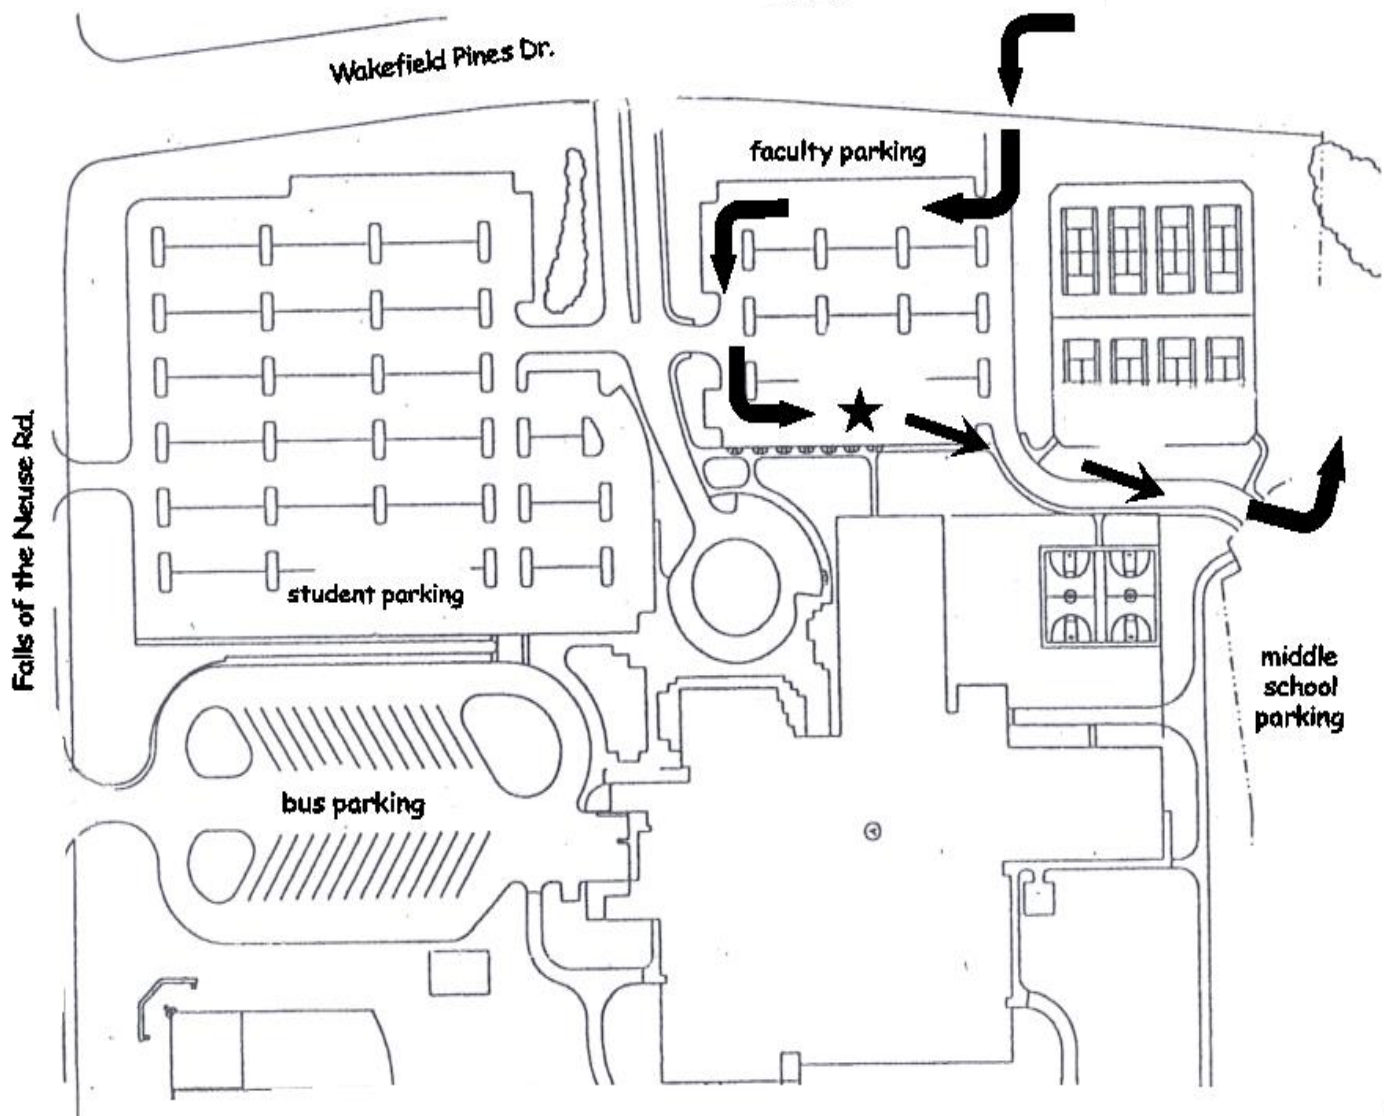 Wakefield Pines Dr.
faculty parking
Falls of the Neuse Rd.
student parking
middle
school
parking
bus parking